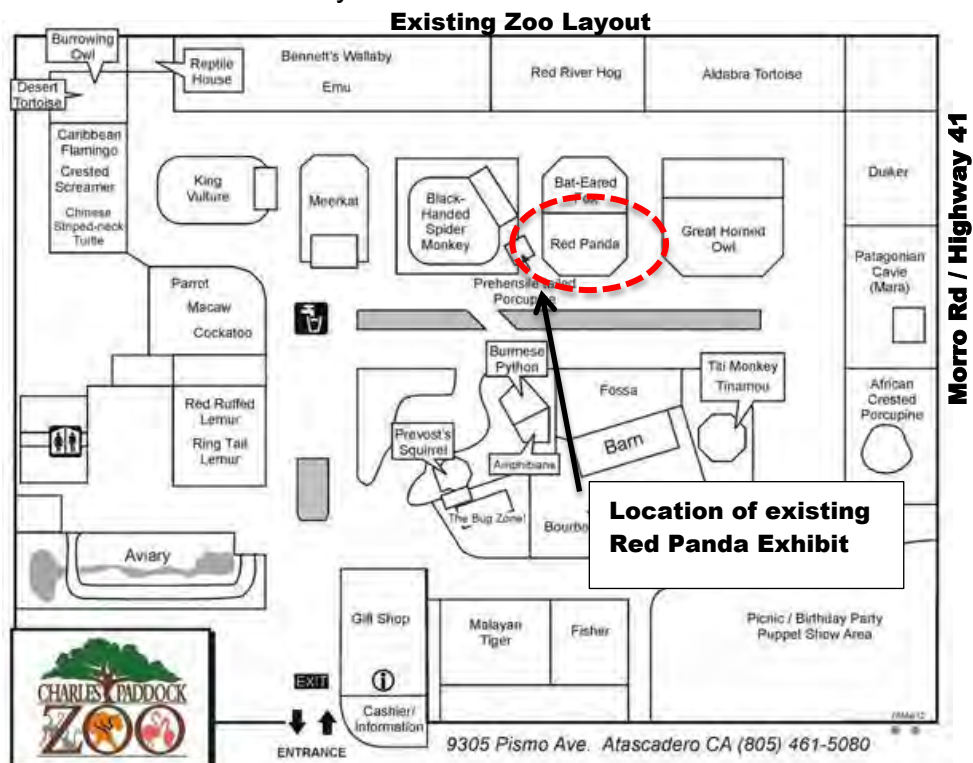 Existing Zoo Layout
Burrowing
Owl
Reptile
House
Desert
Tortoise
Bennett's Wallaby
Emu
Red River Hog
Aldabra Tortoise
Caribbean
Flamingo
Crested
Screamer
Chinese
Striped-neck
Turtle
King
Vulture
Meerkat
Black-
Handed
Spider
Monkey
Bat-Eared
Fox
Red Panda
Great Horned
Owl
Duiker
Patagonian
Cavie
(Mara)
Morro Rd / Highway 41
Prehensile tailed
Porcupine
Parrot
Macaw
Cockatoo
Burmese
Python
Fossa
Titi Monkey
Tinamou
African
Crested
Porcupine
Red Ruffed
Lemur
Ring Tail
Lemur
Prevost's
Squirrel
Barn
Amphibians
The Bug Zone!
Location of existing
Red Panda Exhibit
Aviary
Gift Shop
Malayan
Tiger
Fisher
Picnic / Birthday Party
Puppet Show Area
CHARLES PADDOCK
ZOO
EXIT
ENTRANCE
Cashier/
Information
9305 Pismo Ave. Atascadero CA (805) 461-5080